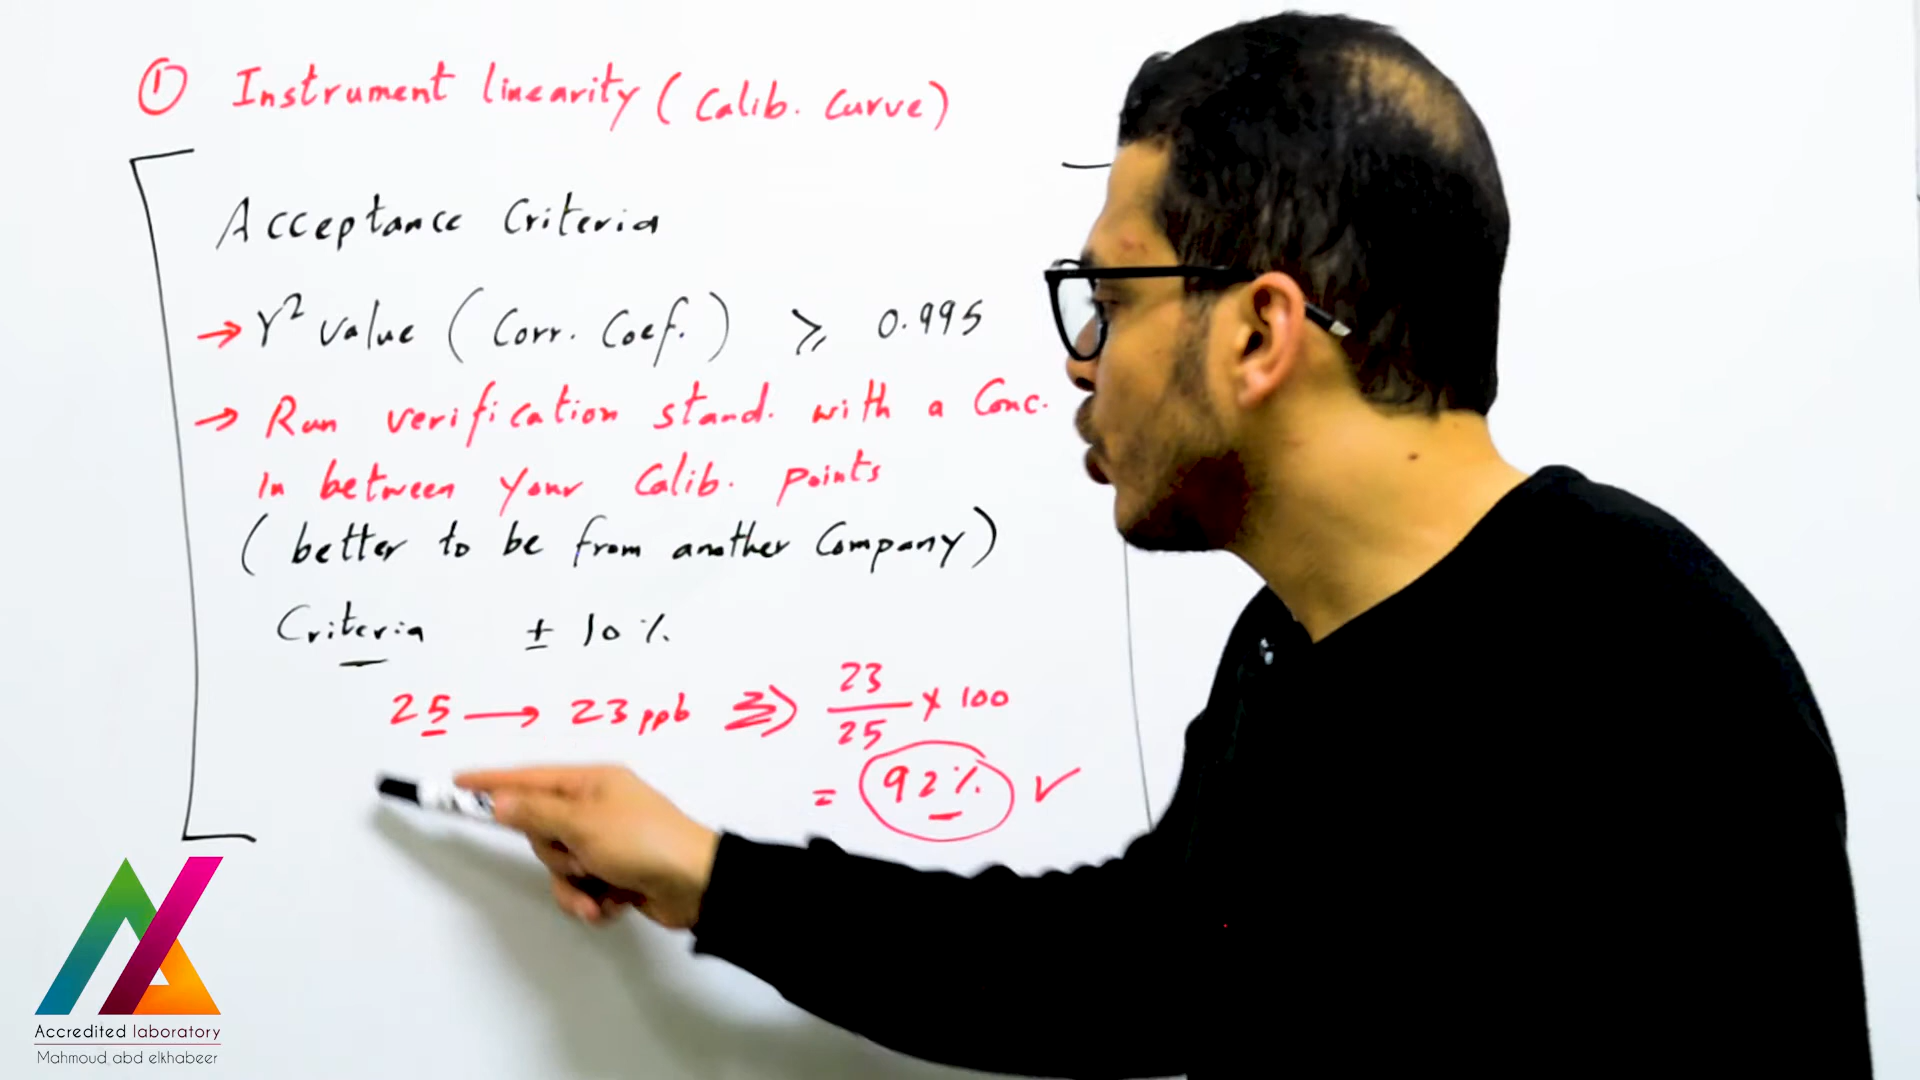 ① Instrument linearity (Calib. Curve)
Acceptance Criteria
→ r² value (Corr. Coef.) ⩾ 0.995
→ Run verification stand. with a Conc.
in between your Calib. points
(better to be from another Company)
Criteria ± 10 %
25 → 23 ppb ⇒ 23/25 × 100
= 92% ✓
Accredited laboratory
Mahmoud abd elkhabeer